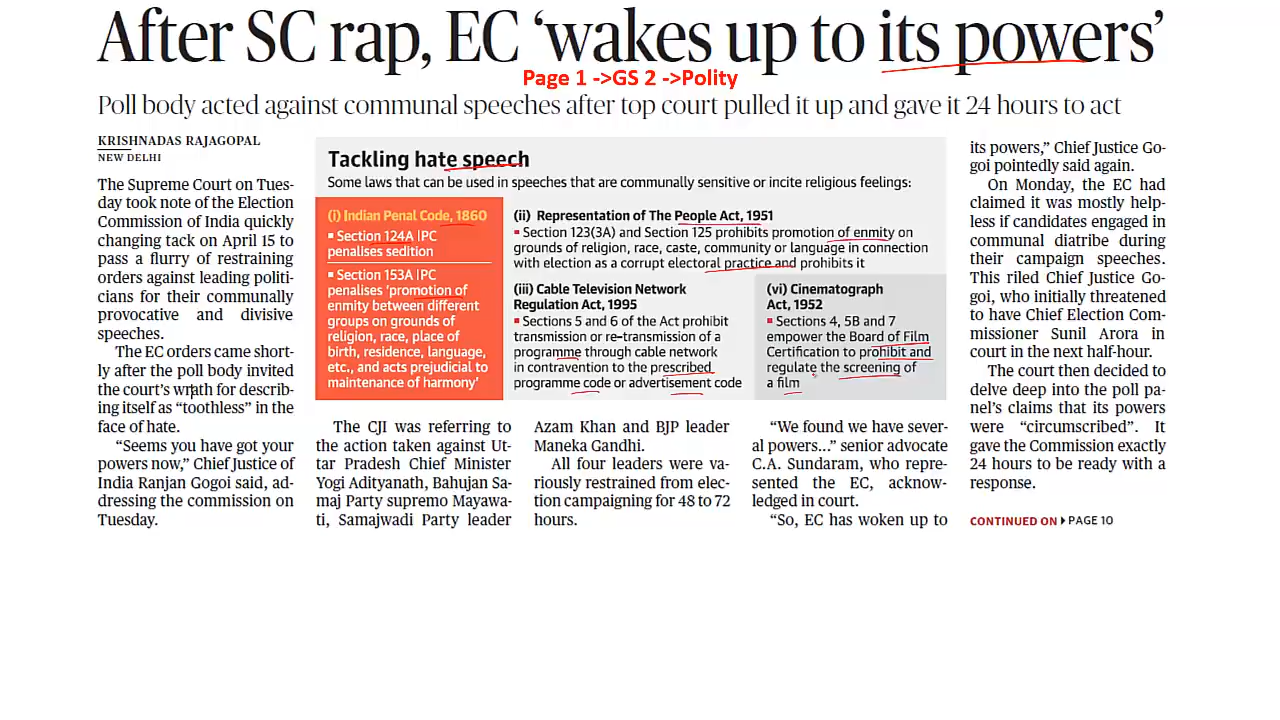 After SC rap, EC ‘wakes up to its powers’
Page 1 ->GS 2 ->Polity
Poll body acted against communal speeches after top court pulled it up and gave it 24 hours to act
KRISHNADAS RAJAGOPAL
NEW DELHI
The Supreme Court on Tues-
day took note of the Election
Commission of India quickly
changing tack on April 15 to
pass a flurry of restraining
orders against leading politi-
cians for their communally
provocative and divisive
speeches.
The EC orders came short-
ly after the poll body invited
the court’s wrath for describ-
ing itself as “toothless” in the
face of hate.
“Seems you have got your
powers now,” Chief Justice of
India Ranjan Gogoi said, ad-
dressing the commission on
Tuesday.
Tackling hate speech
Some laws that can be used in speeches that are communally sensitive or incite religious feelings:
(i) Indian Penal Code, 1860
▪ Section 124A IPC
penalises sedition
▪ Section 153A IPC
penalises ‘promotion of
enmity between different
groups on grounds of
religion, race, place of
birth, residence, language,
etc., and acts prejudicial to
maintenance of harmony’
(ii) Representation of The People Act, 1951
▪ Section 123(3A) and Section 125 prohibits promotion of enmity on
grounds of religion, race, caste, community or language in connection
with election as a corrupt electoral practice and prohibits it
(iii) Cable Television Network
Regulation Act, 1995
▪ Sections 5 and 6 of the Act prohibit
transmission or re-transmission of a
programme through cable network
in contravention to the prescribed
programme code or advertisement code
(vi) Cinematograph
Act, 1952
▪ Sections 4, 5B and 7
empower the Board of Film
Certification to prohibit and
regulate the screening of
a film
The CJI was referring to
the action taken against Ut-
tar Pradesh Chief Minister
Yogi Adityanath, Bahujan Sa-
maj Party supremo Mayawa-
ti, Samajwadi Party leader
Azam Khan and BJP leader
Maneka Gandhi.
All four leaders were va-
riously restrained from elec-
tion campaigning for 48 to 72
hours.
“We found we have sever-
al powers...” senior advocate
C.A. Sundaram, who repre-
sented the EC, acknow-
ledged in court.
“So, EC has woken up to
its powers,” Chief Justice Go-
goi pointedly said again.
On Monday, the EC had
claimed it was mostly help-
less if candidates engaged in
communal diatribe during
their campaign speeches.
This riled Chief Justice Go-
goi, who initially threatened
to have Chief Election Com-
missioner Sunil Arora in
court in the next half-hour.
The court then decided to
delve deep into the poll pa-
nel’s claims that its powers
were “circumscribed”. It
gave the Commission exactly
24 hours to be ready with a
response.
CONTINUED ON ▸ PAGE 10